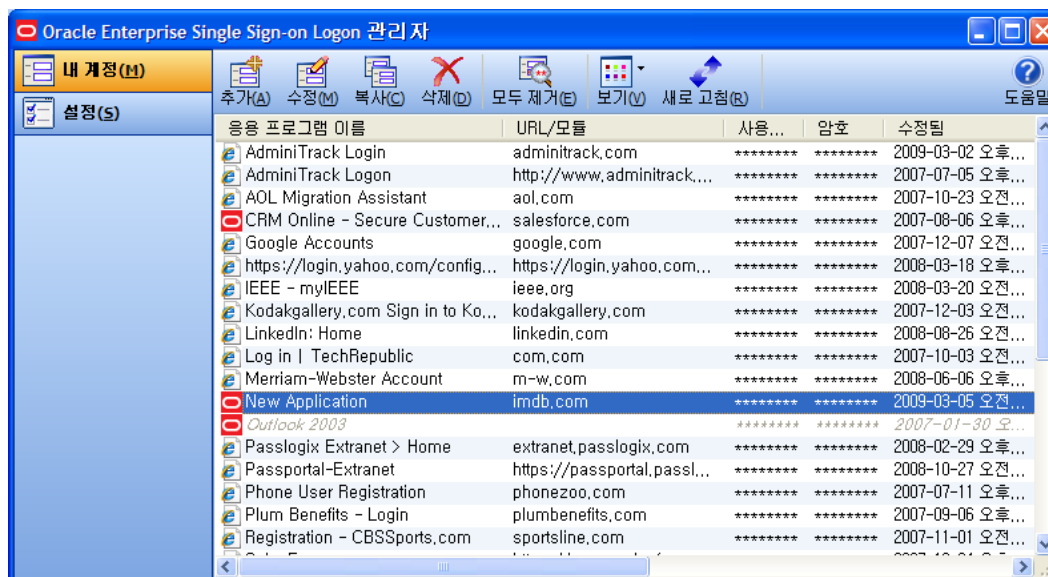 Oracle Enterprise Single Sign-on Logon 관리자
내 계정(M)
설정(S)
추가(A) 수정(M) 복사(C) 삭제(D) 모두 제거(E) 보기(V) 새로 고침(R) 도움말
응용 프로그램 이름 URL/모듈 사용... 암호 수정됨
AdminiTrack Login adminitrack.com ******** ******** 2009-03-02 오후...
AdminiTrack Logon http://www.adminitrack.... ******** ******** 2007-07-05 오후...
AOL Migration Assistant aol.com ******** ******** 2007-10-23 오전...
CRM Online - Secure Customer... salesforce.com ******** ******** 2007-08-06 오후...
Google Accounts google.com ******** ******** 2007-12-07 오전...
https://login.yahoo.com/config... https://login.yahoo.com... ******** ******** 2008-03-18 오후...
IEEE - myIEEE ieee.org ******** ******** 2008-03-20 오전...
Kodakgallery.com Sign in to Ko... kodakgallery.com ******** ******** 2007-12-03 오전...
LinkedIn: Home linkedin.com ******** ******** 2008-08-26 오전...
Log in | TechRepublic com.com ******** ******** 2007-10-03 오전...
Merriam-Webster Account m-w.com ******** ******** 2008-06-06 오후...
New Application imdb.com ******** ******** 2009-03-05 오전...
Outlook 2003 ******** ******** 2007-01-30 오...
Passlogix Extranet > Home extranet.passlogix.com ******** ******** 2008-02-29 오후...
Passportal-Extranet https://passportal.passl... ******** ******** 2008-10-27 오전...
Phone User Registration phonezoo.com ******** ******** 2007-07-11 오후...
Plum Benefits - Login plumbenefits.com ******** ******** 2007-09-06 오후...
Registration - CBSSports.com sportsline.com ******** ******** 2007-11-01 오전...